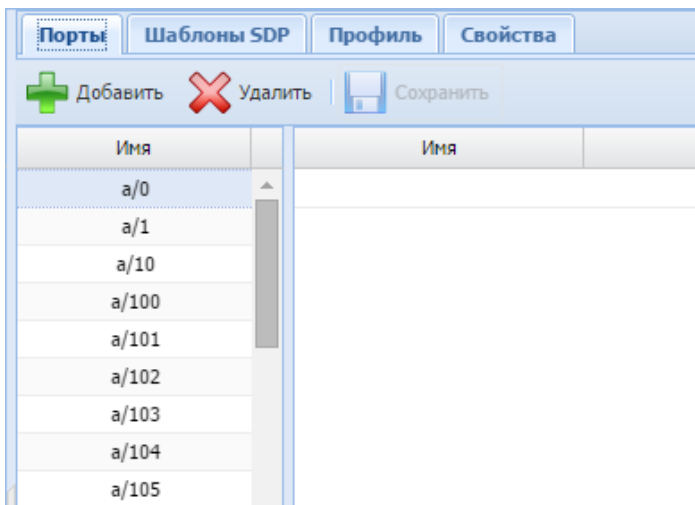 Порты Шаблоны SDP Профиль Свойства
Добавить Удалить Сохранить
Имя Имя
a/0
a/1
a/10
a/100
a/101
a/102
a/103
a/104
a/105